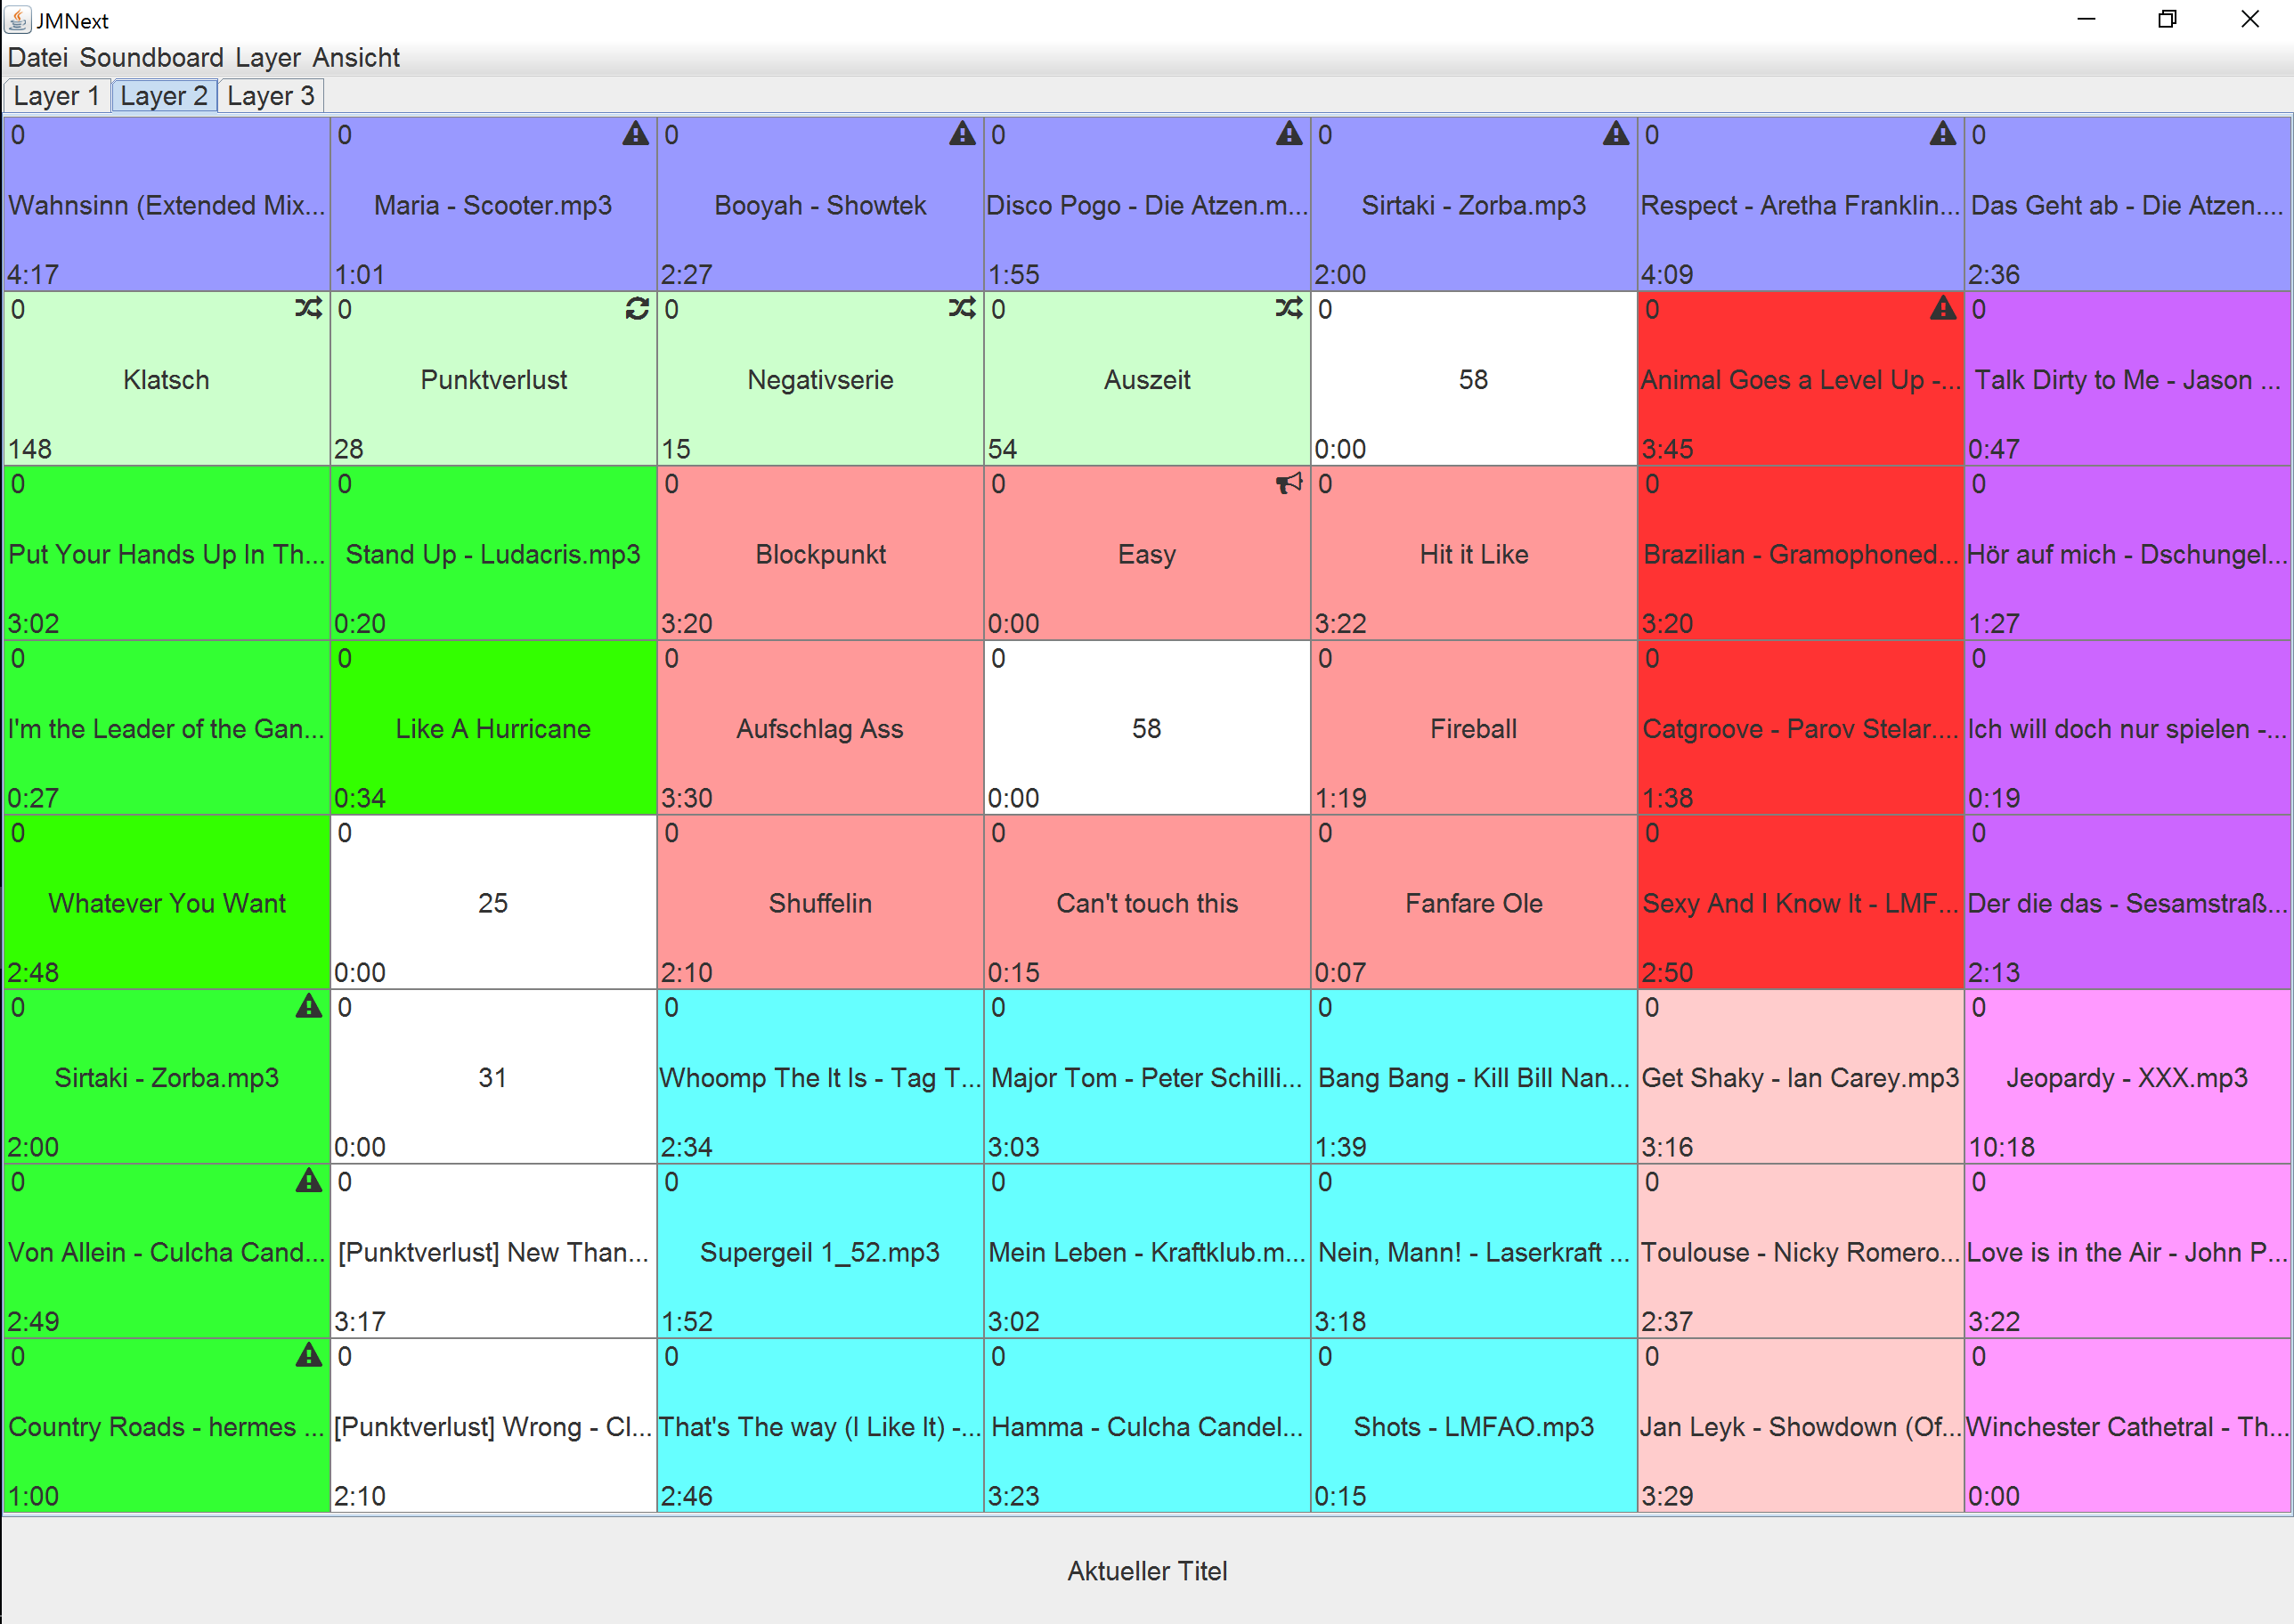 JMNext
Datei Soundboard Layer Ansicht
Layer 1 Layer 2 Layer 3
0 0 0 0 0 0 0
Wahnsinn (Extended Mix... Maria - Scooter.mp3 Booyah - Showtek Disco Pogo - Die Atzen.m... Sirtaki - Zorba.mp3 Respect - Aretha Franklin... Das Geht ab - Die Atzen....
4:17 1:01 2:27 1:55 2:00 4:09 2:36
0 0 0 0 0 0 0
Klatsch Punktverlust Negativserie Auszeit 58 Animal Goes a Level Up -... Talk Dirty to Me - Jason ...
148 28 15 54 0:00 3:45 0:47
0 0 0 0 0 0 0
Put Your Hands Up In Th... Stand Up - Ludacris.mp3 Blockpunkt Easy Hit it Like Brazilian - Gramophoned... Hör auf mich - Dschungel...
3:02 0:20 3:20 0:00 3:22 3:20 1:27
0 0 0 0 0 0 0
I'm the Leader of the Gan... Like A Hurricane Aufschlag Ass 58 Fireball Catgroove - Parov Stelar.... Ich will doch nur spielen -...
0:27 0:34 3:30 0:00 1:19 1:38 0:19
0 0 0 0 0 0 0
Whatever You Want 25 Shuffelin Can't touch this Fanfare Ole Sexy And I Know It - LMF... Der die das - Sesamstraß...
2:48 0:00 2:10 0:15 0:07 2:50 2:13
0 0 0 0 0 0 0
Sirtaki - Zorba.mp3 31 Whoomp The It Is - Tag T... Major Tom - Peter Schilli... Bang Bang - Kill Bill Nan... Get Shaky - Ian Carey.mp3 Jeopardy - XXX.mp3
2:00 0:00 2:34 3:03 1:39 3:16 10:18
0 0 0 0 0 0 0
Von Allein - Culcha Cand... [Punktverlust] New Than... Supergeil 1_52.mp3 Mein Leben - Kraftklub.m... Nein, Mann! - Laserkraft ... Toulouse - Nicky Romero... Love is in the Air - John P...
2:49 3:17 1:52 3:02 3:18 2:37 3:22
0 0 0 0 0 0 0
Country Roads - hermes ... [Punktverlust] Wrong - Cl... That's The way (I Like It) -... Hamma - Culcha Candel... Shots - LMFAO.mp3 Jan Leyk - Showdown (Of... Winchester Cathetral - Th...
1:00 2:10 2:46 3:23 0:15 3:29 0:00
Aktueller Titel